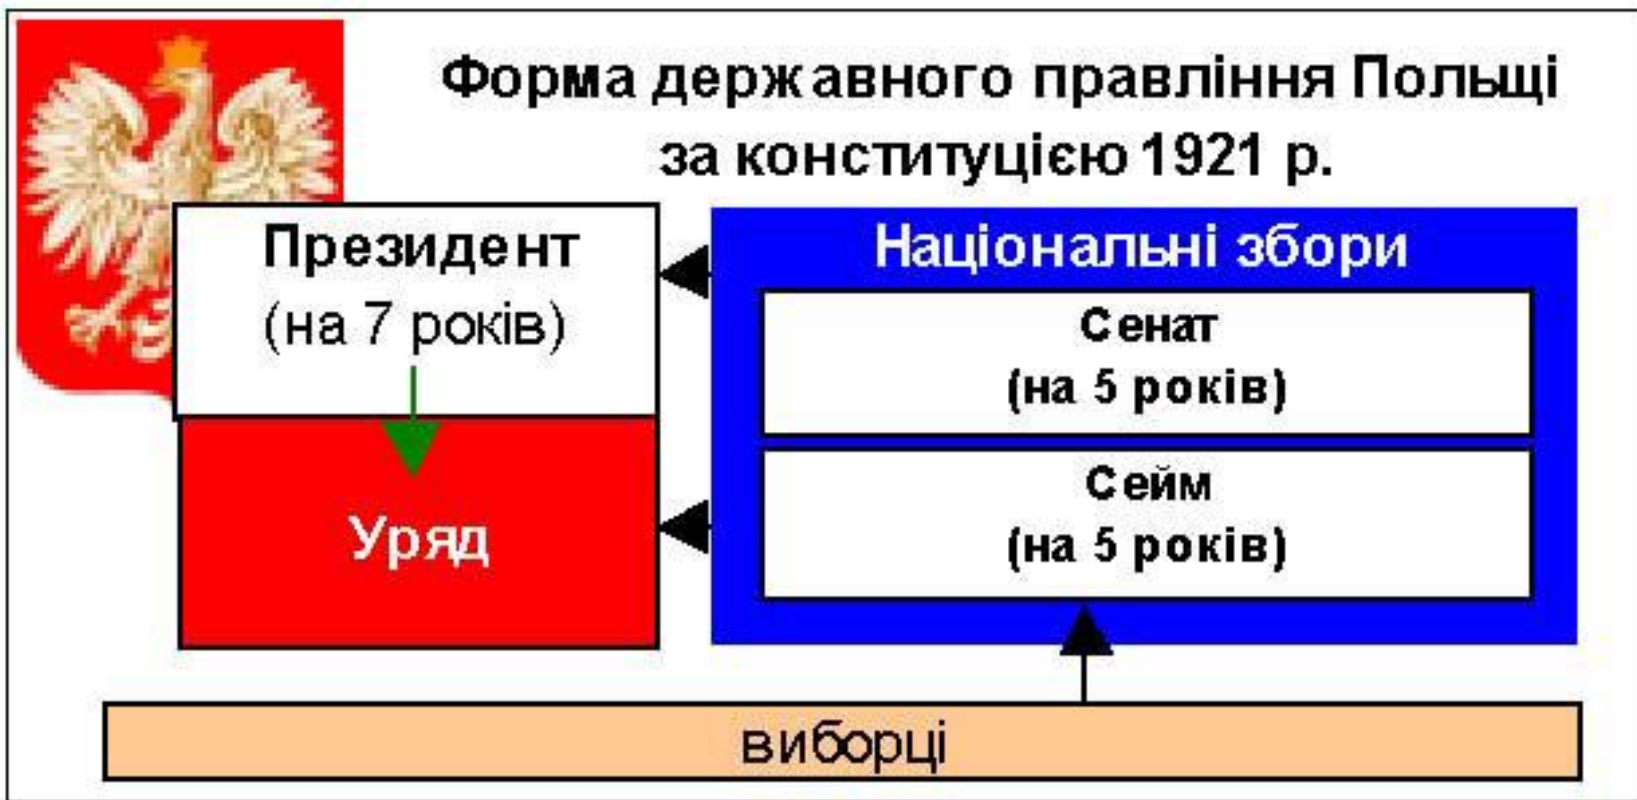 Форма державного правління Польщі
за конституцією 1921 р.
Президент
(на 7 років)
Уряд
Національні збори
Сенат
(на 5 років)
Сейм
(на 5 років)
виборці